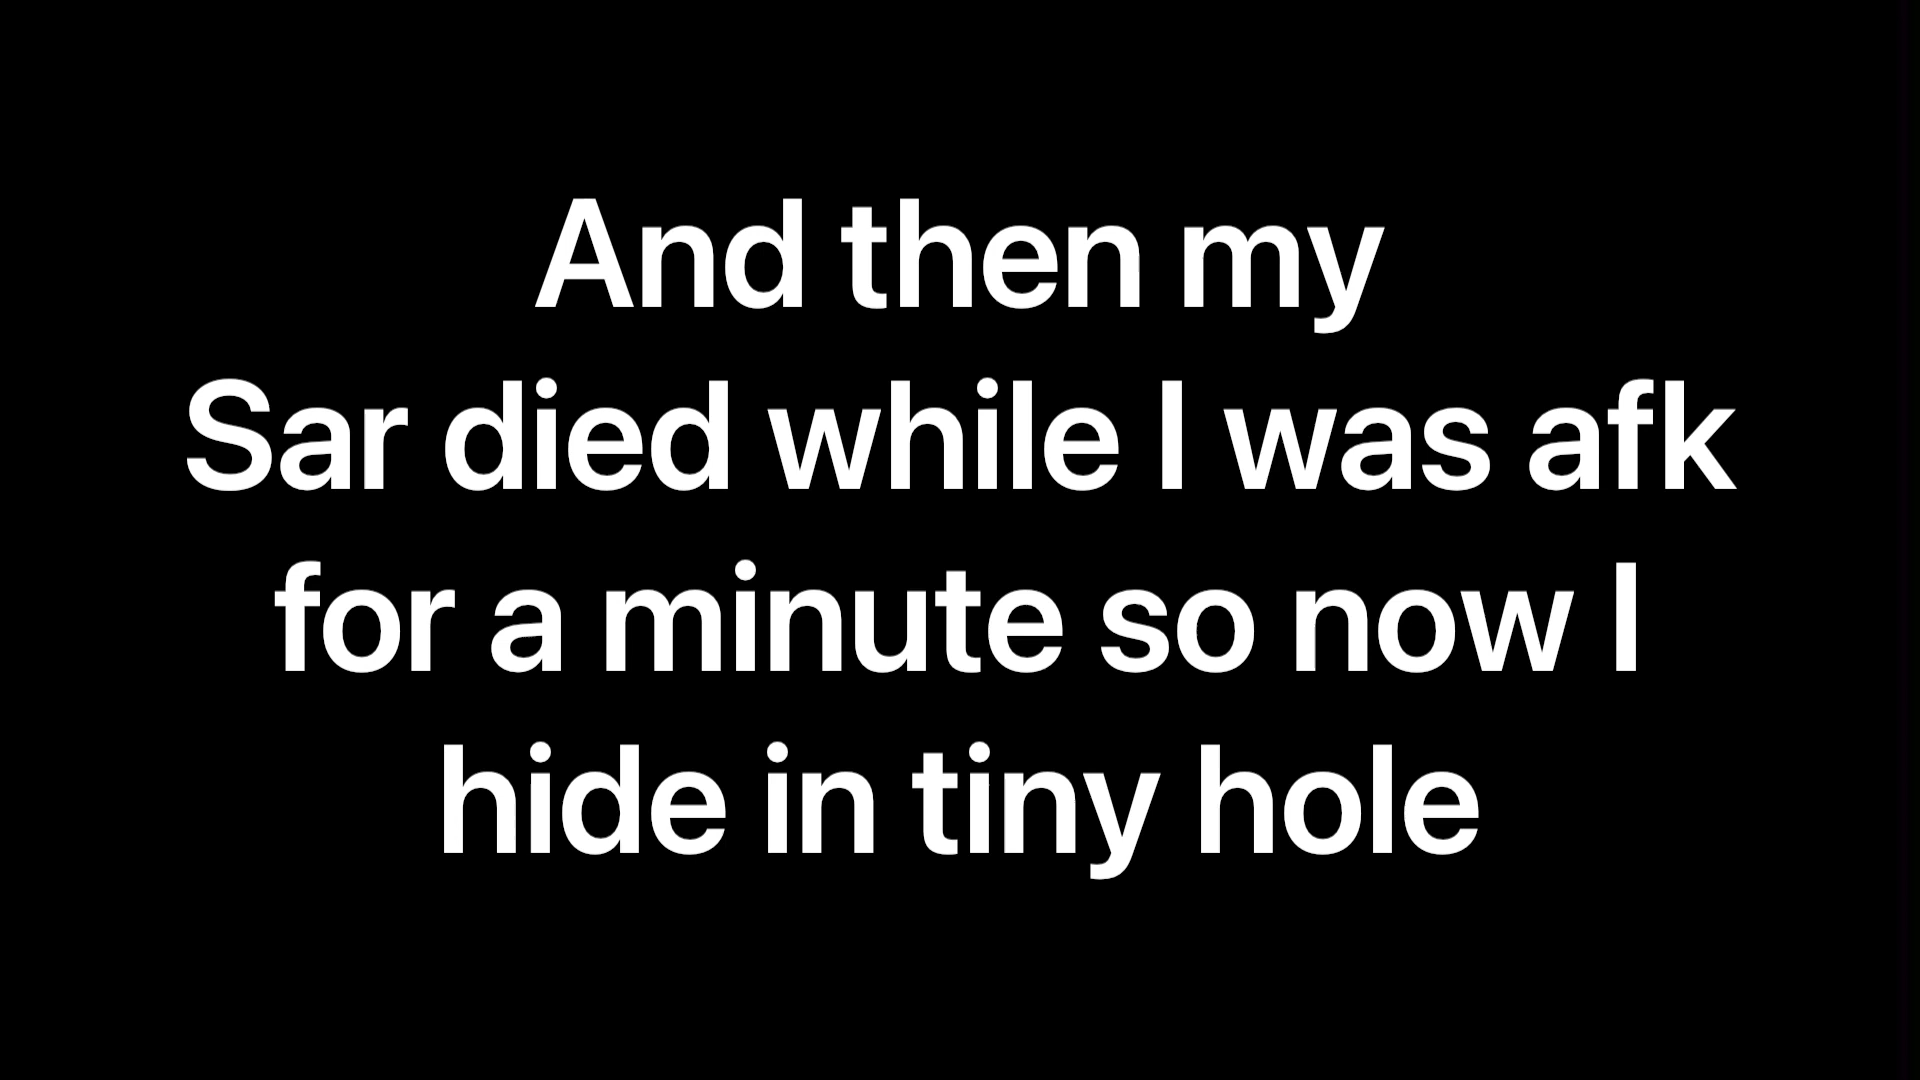 And then my
Sar died while I was afk
for a minute so now I
hide in tiny hole